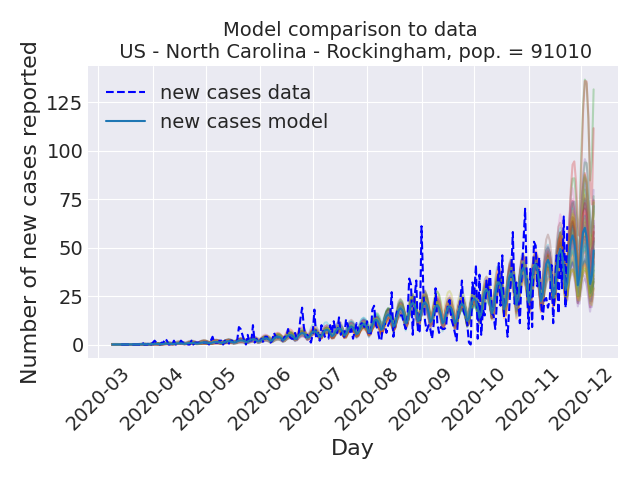 Model comparison to data
US - North Carolina - Rockingham, pop. = 91010
Number of new cases reported
125
100
75
50
25
0
new cases data
new cases model
2020-03
2020-04
2020-05
2020-06
2020-07
2020-08
2020-09
2020-10
2020-11
2020-12
Day